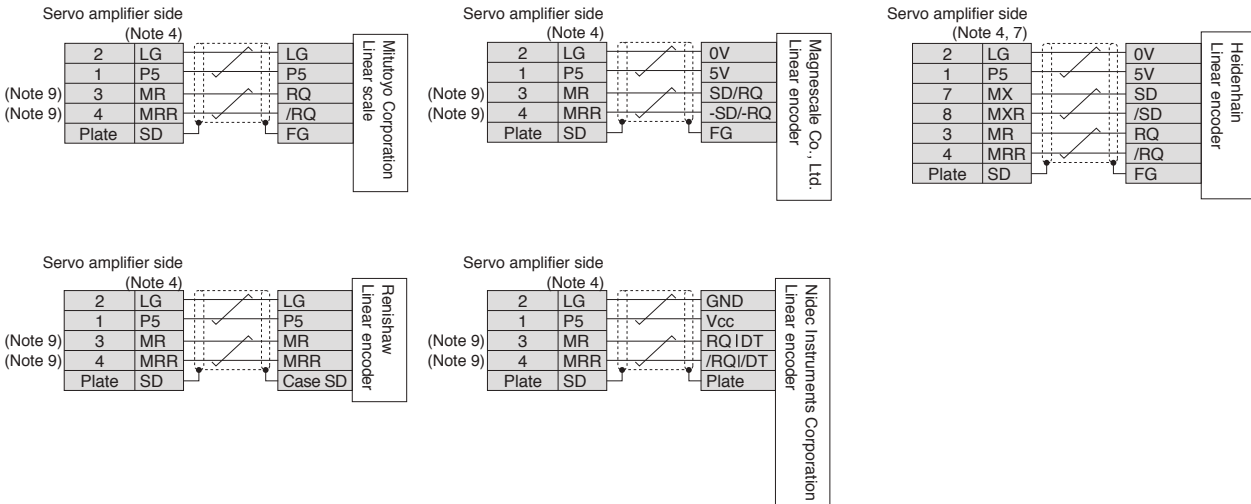 Servo amplifier side
(Note 4)
2 LG LG
1 P5 P5
(Note 9) 3 MR RQ
(Note 9) 4 MRR /RQ
Plate SD FG
Mitutoyo Corporation
Linear scale
Servo amplifier side
(Note 4)
2 LG 0V
1 P5 5V
(Note 9) 3 MR SD/RQ
(Note 9) 4 MRR -SD/-RQ
Plate SD FG
Magnescale Co., Ltd.
Linear encoder
Servo amplifier side
(Note 4, 7)
2 LG 0V
1 P5 5V
7 MX SD
8 MXR /SD
3 MR RQ
4 MRR /RQ
Plate SD FG
Heidenhain
Linear encoder
Servo amplifier side
(Note 4)
2 LG LG
1 P5 P5
(Note 9) 3 MR MR
(Note 9) 4 MRR MRR
Plate SD Case SD
Renishaw
Linear encoder
Servo amplifier side
(Note 4)
2 LG GND
1 P5 Vcc
(Note 9) 3 MR RQ|DT
(Note 9) 4 MRR /RQ|/DT
Plate SD Plate
Nidec Instruments Corporation
Linear encoder